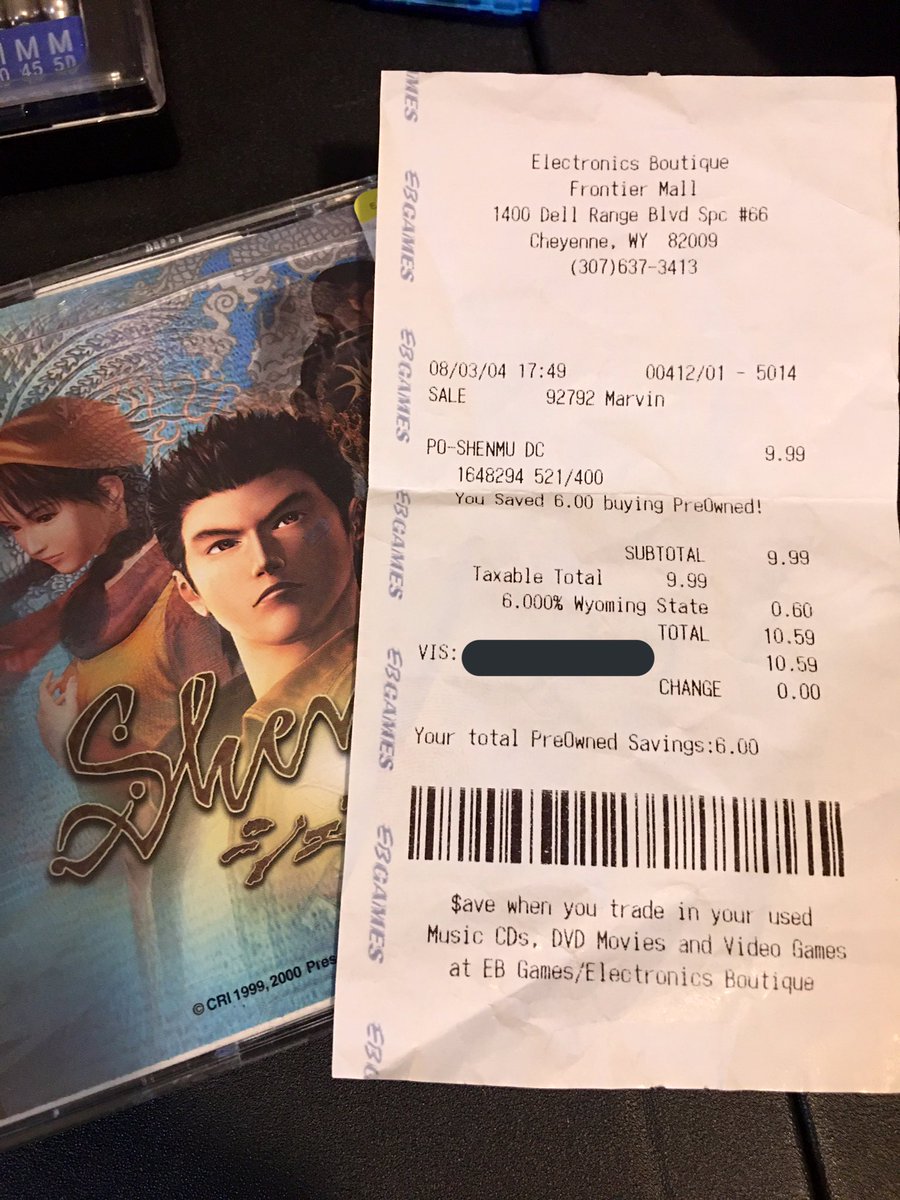 MM
45 50
Shen
シェ
© CRI 1999, 2000 Pres
Electronics Boutique
Frontier Mall
1400 Dell Range Blvd Spc #66
Cheyenne, WY 82009
(307)637-3413
08/03/04 17:49 00412/01 - 5014
SALE 92792 Marvin
PO-SHENMU DC 9.99
1648294 521/400
You Saved 6.00 buying PreOwned!
SUBTOTAL 9.99
Taxable Total 9.99
6.000% Wyoming State 0.60
TOTAL 10.59
VIS: 10.59
CHANGE 0.00
Your total PreOwned Savings:6.00
$ave when you trade in your used
Music CDs, DVD Movies and Video Games
at EB Games/Electronics Boutique
AMES
EBGAMES
EBGAMES
EBGAMES
EBGAMES
EBGAMES
EBG